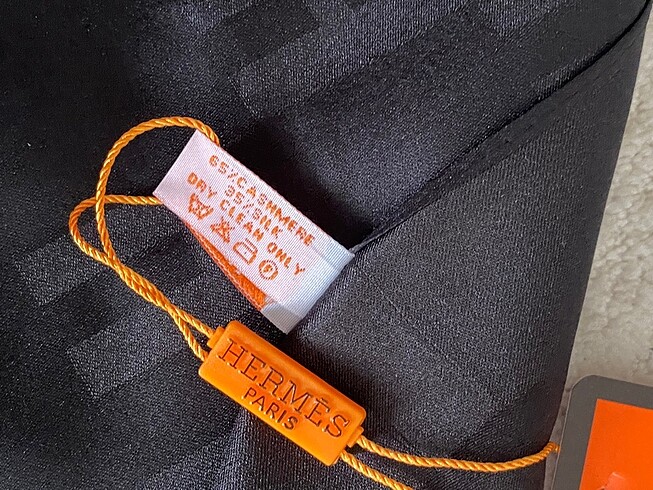 65%CASHMERE
35%SILK
DRY CLEAN ONLY
P
HERMÈS
PARIS